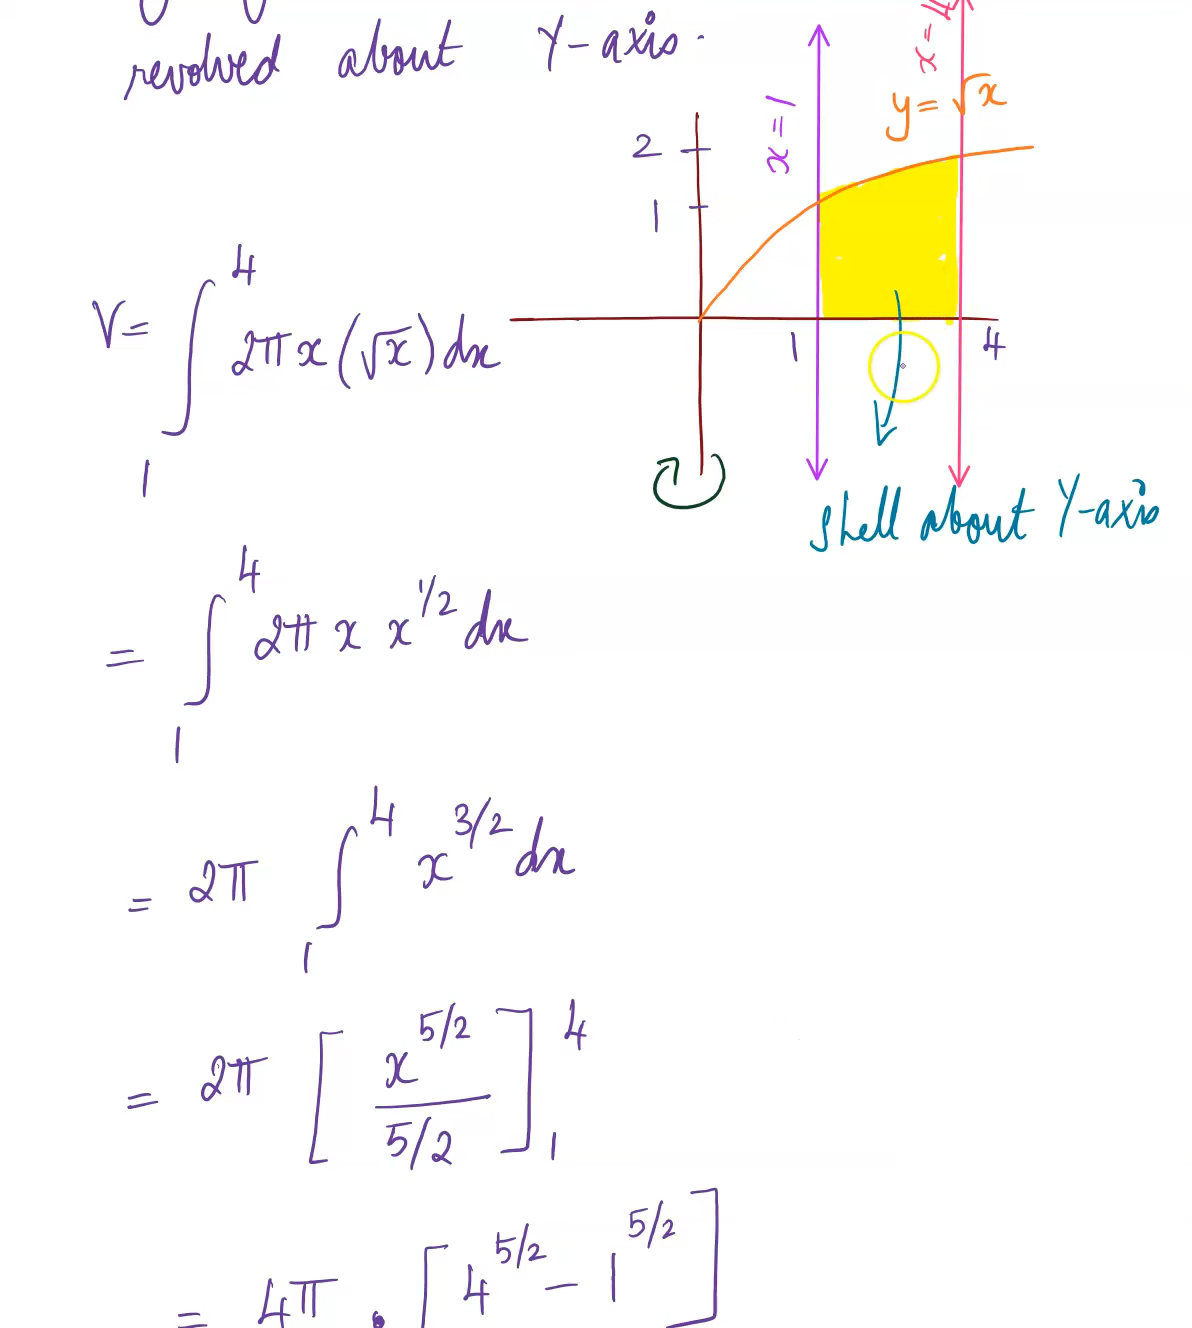 revolved about Y-axis.
x=4
x=1
y=√x
2
1
1 4
shell about Y-axis
V= ∫₁⁴ 2πx(√x)dx
= ∫₁⁴ 2π x x^{1/2} dx
= 2π ∫₁⁴ x^{3/2} dx
= 2π [x^{5/2} / 5/2]₁⁴
= 4π · [4^{5/2} − 1^{5/2}]